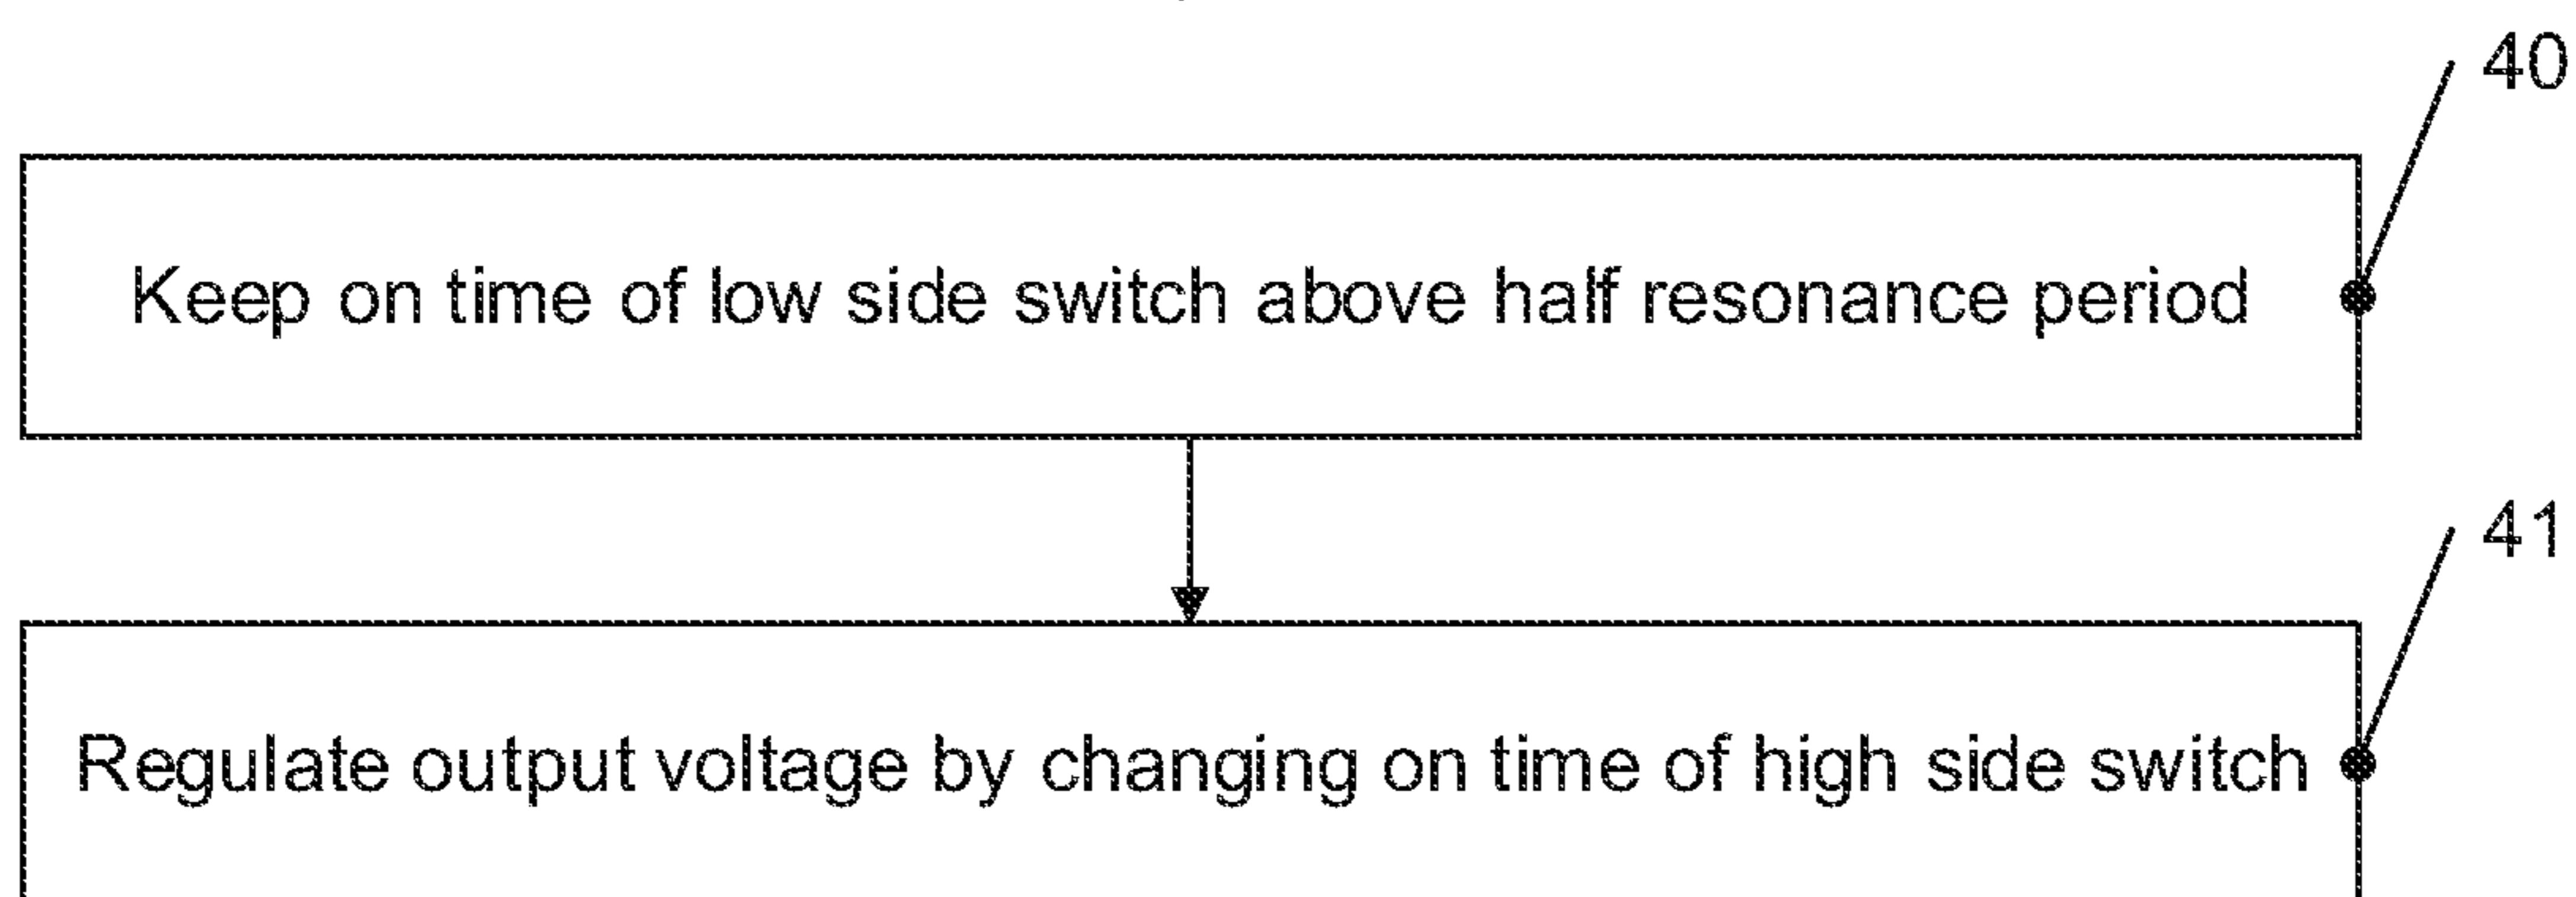 40
Keep on time of low side switch above half resonance period
41
Regulate output voltage by changing on time of high side switch